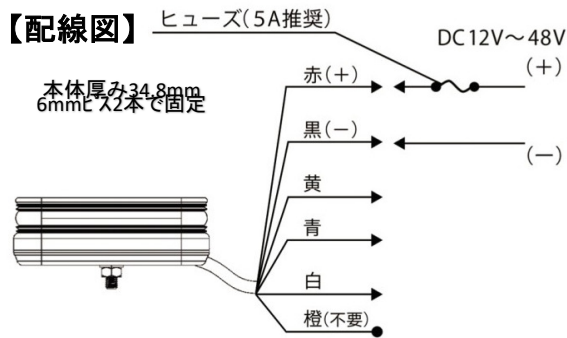 【配線図】
ヒューズ(5A推奨)
DC12V～48V
(+)
本体厚み34.8mm
6mmビス2本で固定
赤(+)
黒(-)
(-)
黄
青
白
橙(不要)